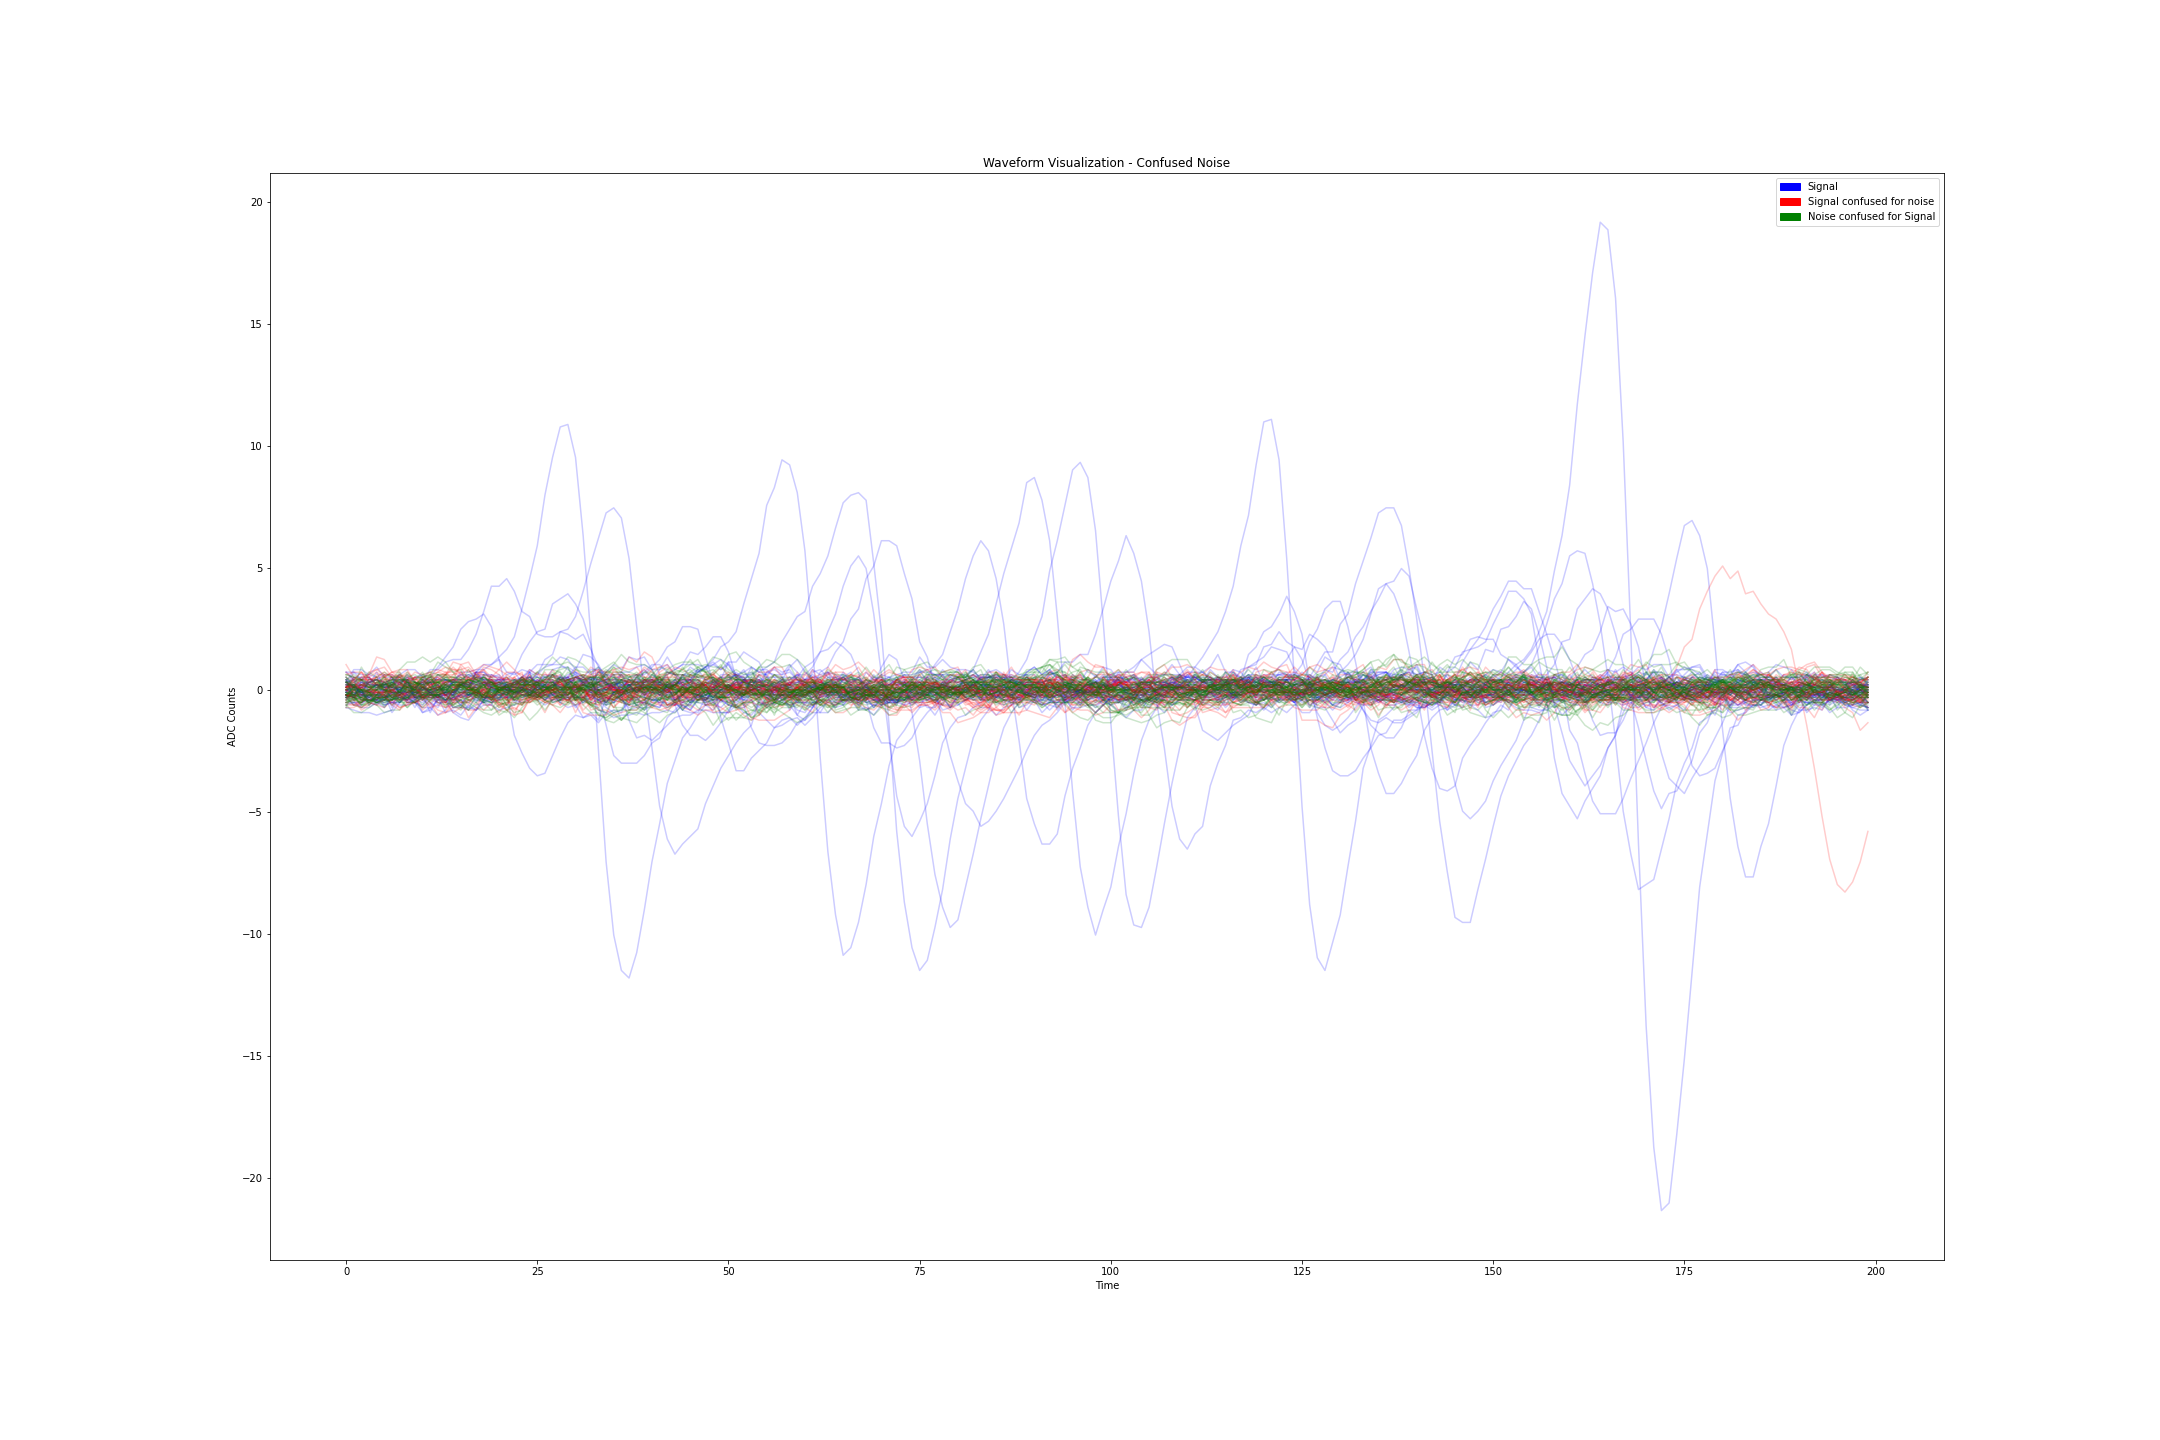 Waveform Visualization - Confused Noise
Signal
Signal confused for noise
Noise confused for Signal
20
15
10
5
0
−5
−10
−15
−20
ADC Counts
0 25 50 75 100 125 150 175 200
Time